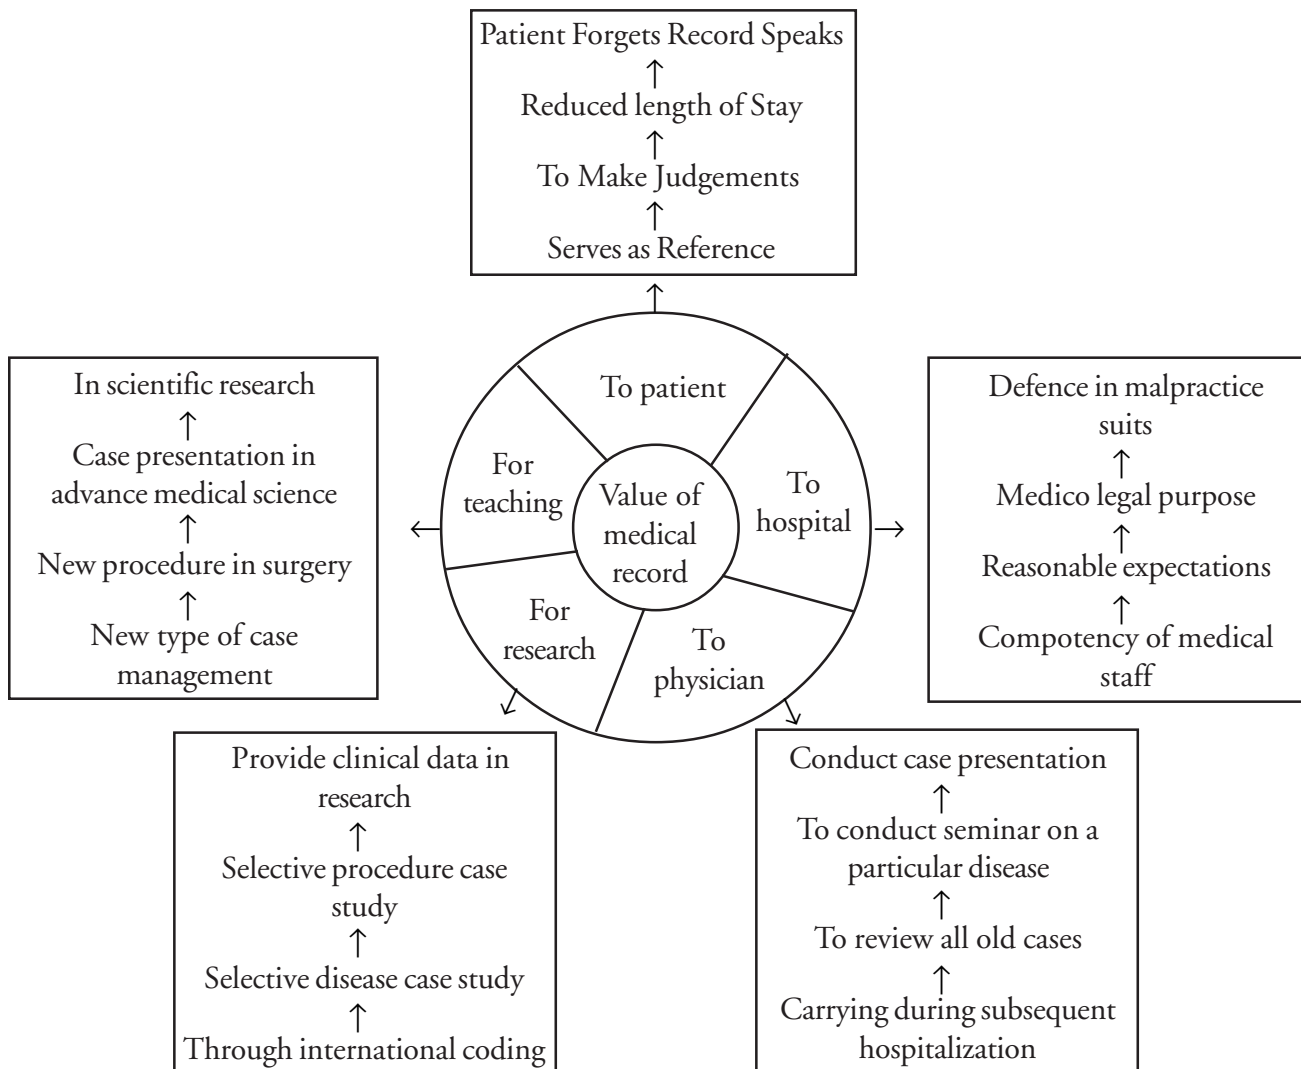 Patient Forgets Record Speaks
Reduced length of Stay
To Make Judgements
Serves as Reference
To patient
To
hospital
To
physician
For
research
For
teaching
Value of
medical
record
In scientific research
Case presentation in
advance medical science
New procedure in surgery
New type of case
management
Defence in malpractice
suits
Medico legal purpose
Reasonable expectations
Compotency of medical
staff
Provide clinical data in
research
Selective procedure case
study
Selective disease case study
Through international coding
Conduct case presentation
To conduct seminar on a
particular disease
To review all old cases
Carrying during subsequent
hospitalization